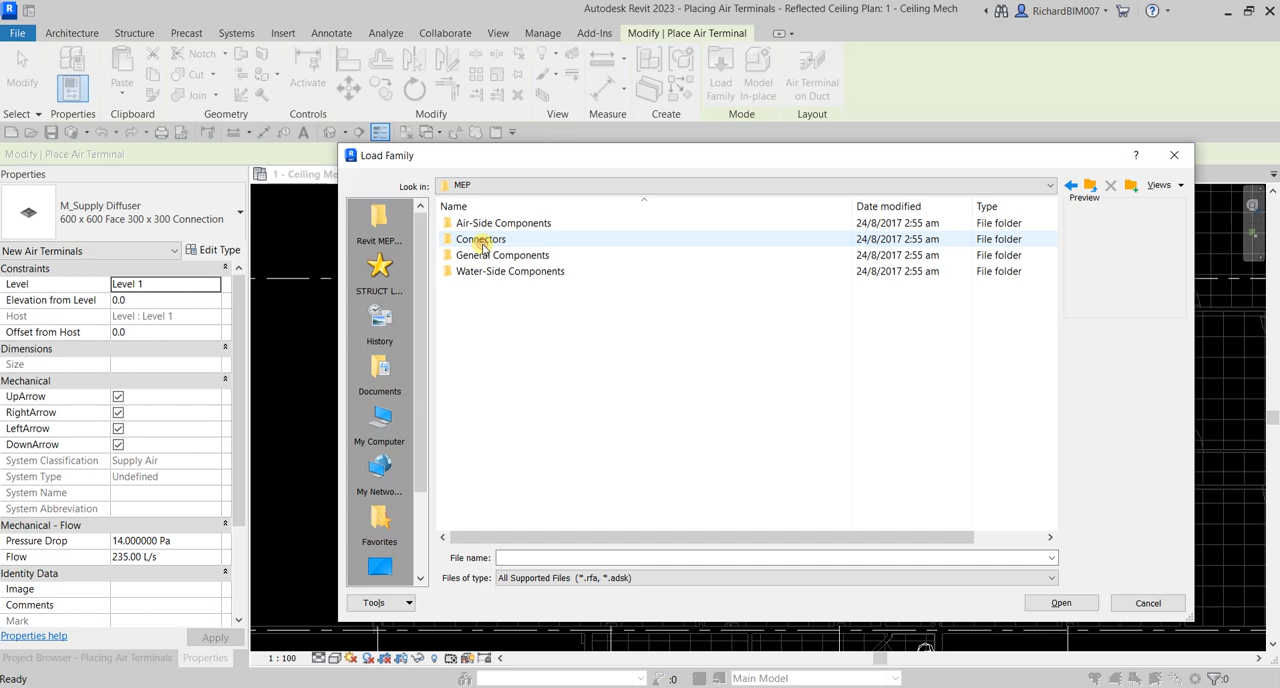 Autodesk Revit 2023 - Placing Air Terminals - Reflected Ceiling Plan: 1 - Ceiling Mech
RichardBIM007
File Architecture Structure Precast Systems Insert Annotate Analyze Collaborate View Manage Add-Ins Modify | Place Air Terminal
Modify Paste Notch Cut Join Activate Load Family Model In-place Air Terminal on Duct
Select Properties Clipboard Geometry Controls Modify View Measure Create Mode Layout
Modify | Place Air Terminal
Properties
M_Supply Diffuser
600 x 600 Face 300 x 300 Connection
New Air Terminals Edit Type
Constraints
Level Level 1
Elevation from Level 0.0
Host Level : Level 1
Offset from Host 0.0
Dimensions
Size
Mechanical
UpArrow
RightArrow
LeftArrow
DownArrow
System Classification Supply Air
System Type Undefined
System Name
System Abbreviation
Mechanical - Flow
Pressure Drop 14.000000 Pa
Flow 235.00 L/s
Identity Data
Image
Comments
Mark
Properties help Apply
Project Browser - Placing Air Terminals Properties
Ready
1 - Ceiling Me
Load Family
Look in: MEP Views
Name Date modified Type
Air-Side Components 24/8/2017 2:55 am File folder
Connectors 24/8/2017 2:55 am File folder
General Components 24/8/2017 2:55 am File folder
Water-Side Components 24/8/2017 2:55 am File folder
Preview
Revit MEP...
STRUCT L...
History
Documents
My Computer
My Netwo...
Favorites
File name:
Files of type: All Supported Files (*.rfa, *.adsk)
Tools Open Cancel
1 : 100
:0 Main Model :0